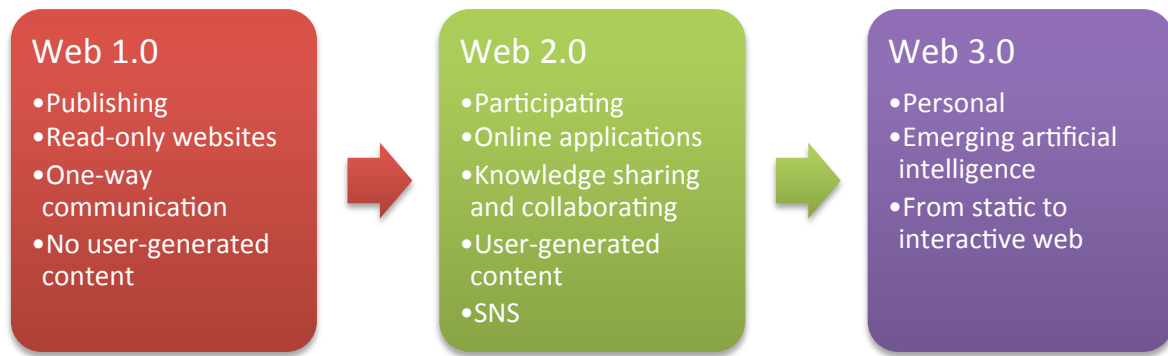 Web 1.0
•Publishing
•Read-only websites
•One-way
communication
•No user-generated
content
Web 2.0
•Participating
•Online applications
•Knowledge sharing
and collaborating
•User-generated
content
•SNS
Web 3.0
•Personal
•Emerging artificial
intelligence
•From static to
interactive web